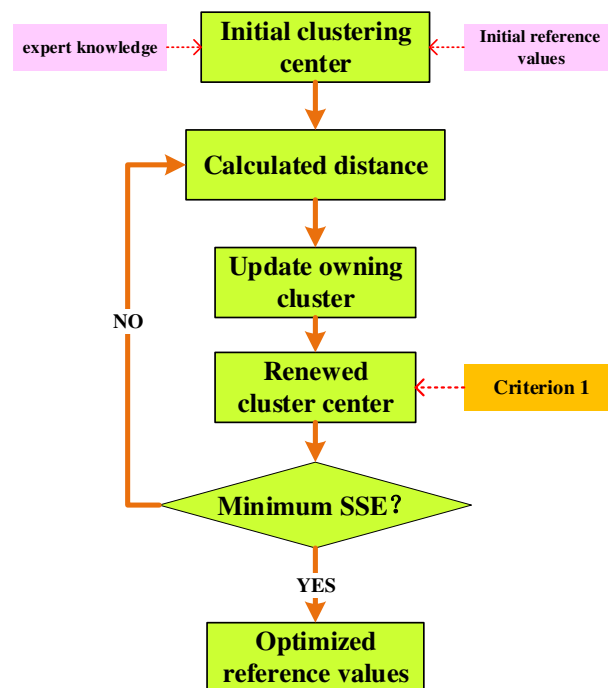 expert knowledge
Initial clustering
center
Initial reference
values
Calculated distance
Update owning
cluster
NO
Renewed
cluster center
Criterion 1
Minimum SSE？
YES
Optimized
reference values